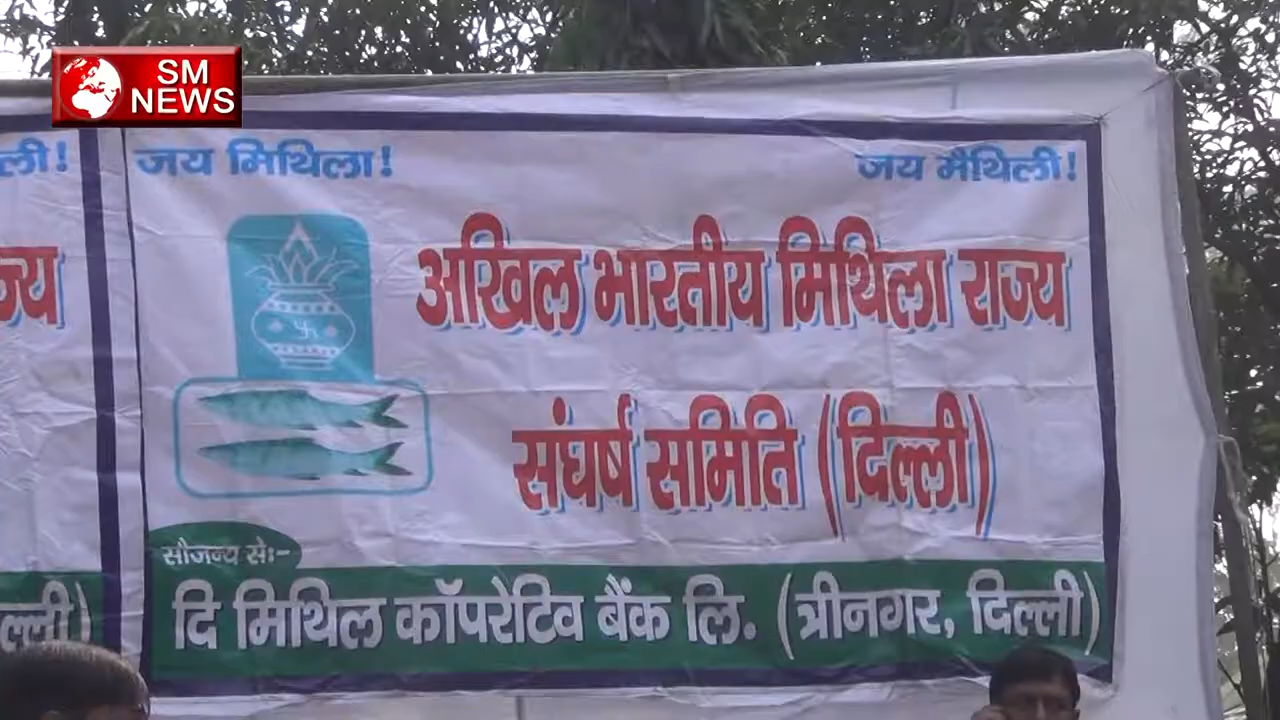 SM
NEWS
ली!
जय मिथिला!
जय मैथिली!
ज्य
अखिल भारतीय मिथिला राज्य
संघर्ष समिति (दिल्ली)
सौजन्य सेः-
ल्ली)
दि मिथिल कॉपरेटिव बैंक लि. (त्रीनगर, दिल्ली)